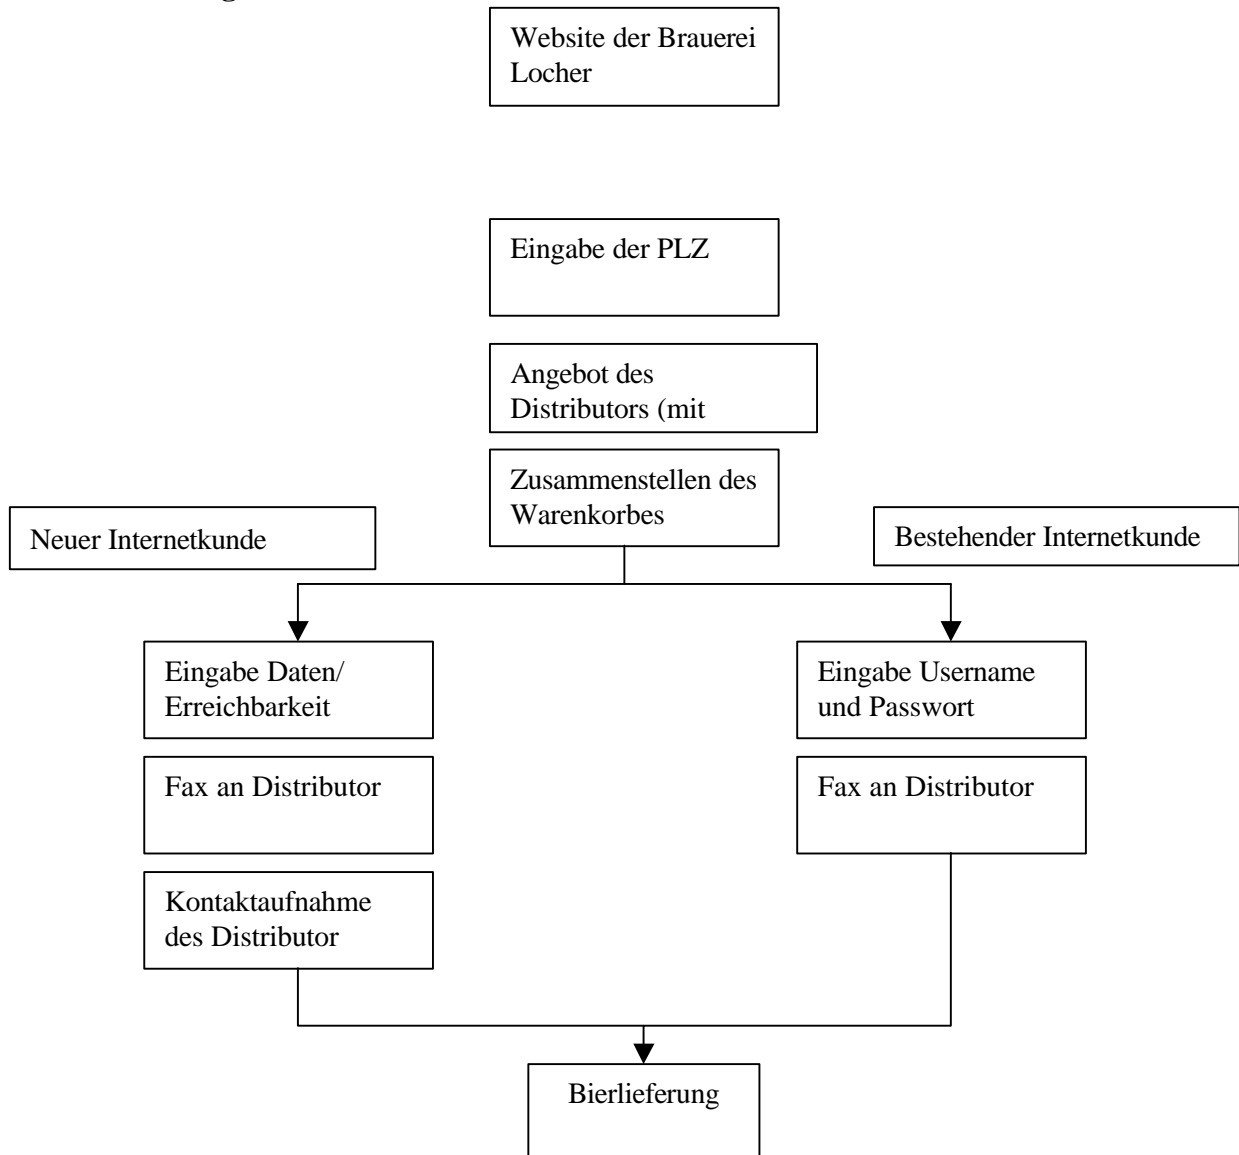 Website der Brauerei
Locher
Eingabe der PLZ
Angebot des
Distributors (mit
Zusammenstellen des
Warenkorbes
Neuer Internetkunde
Bestehender Internetkunde
Eingabe Daten/
Erreichbarkeit
Eingabe Username
und Passwort
Fax an Distributor
Fax an Distributor
Kontaktaufnahme
des Distributor
Bierlieferung